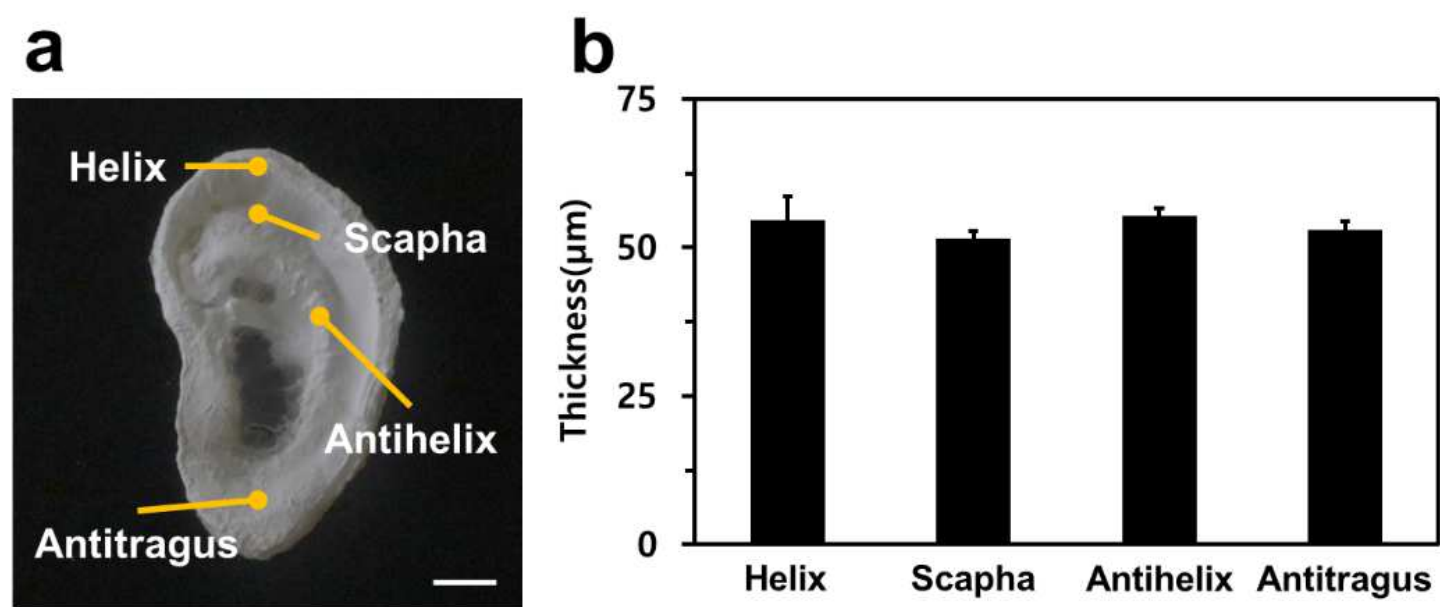 a
Helix
Scapha
Antihelix
Antitragus
b
Thickness(μm)
75
50
25
0
Helix Scapha Antihelix Antitragus